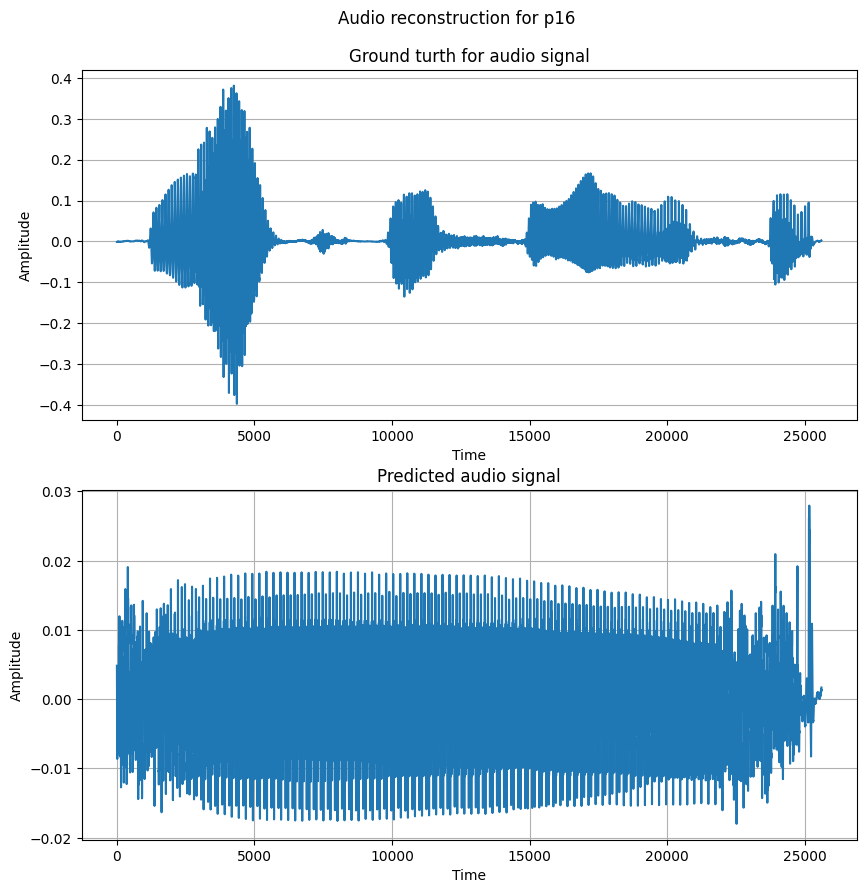 Audio reconstruction for p16
Ground turth for audio signal
0.4
0.3
0.2
0.1
0.0
−0.1
−0.2
−0.3
−0.4
Amplitude
0 5000 10000 15000 20000 25000
Time
Predicted audio signal
0.03
0.02
0.01
0.00
−0.01
−0.02
Amplitude
0 5000 10000 15000 20000 25000
Time